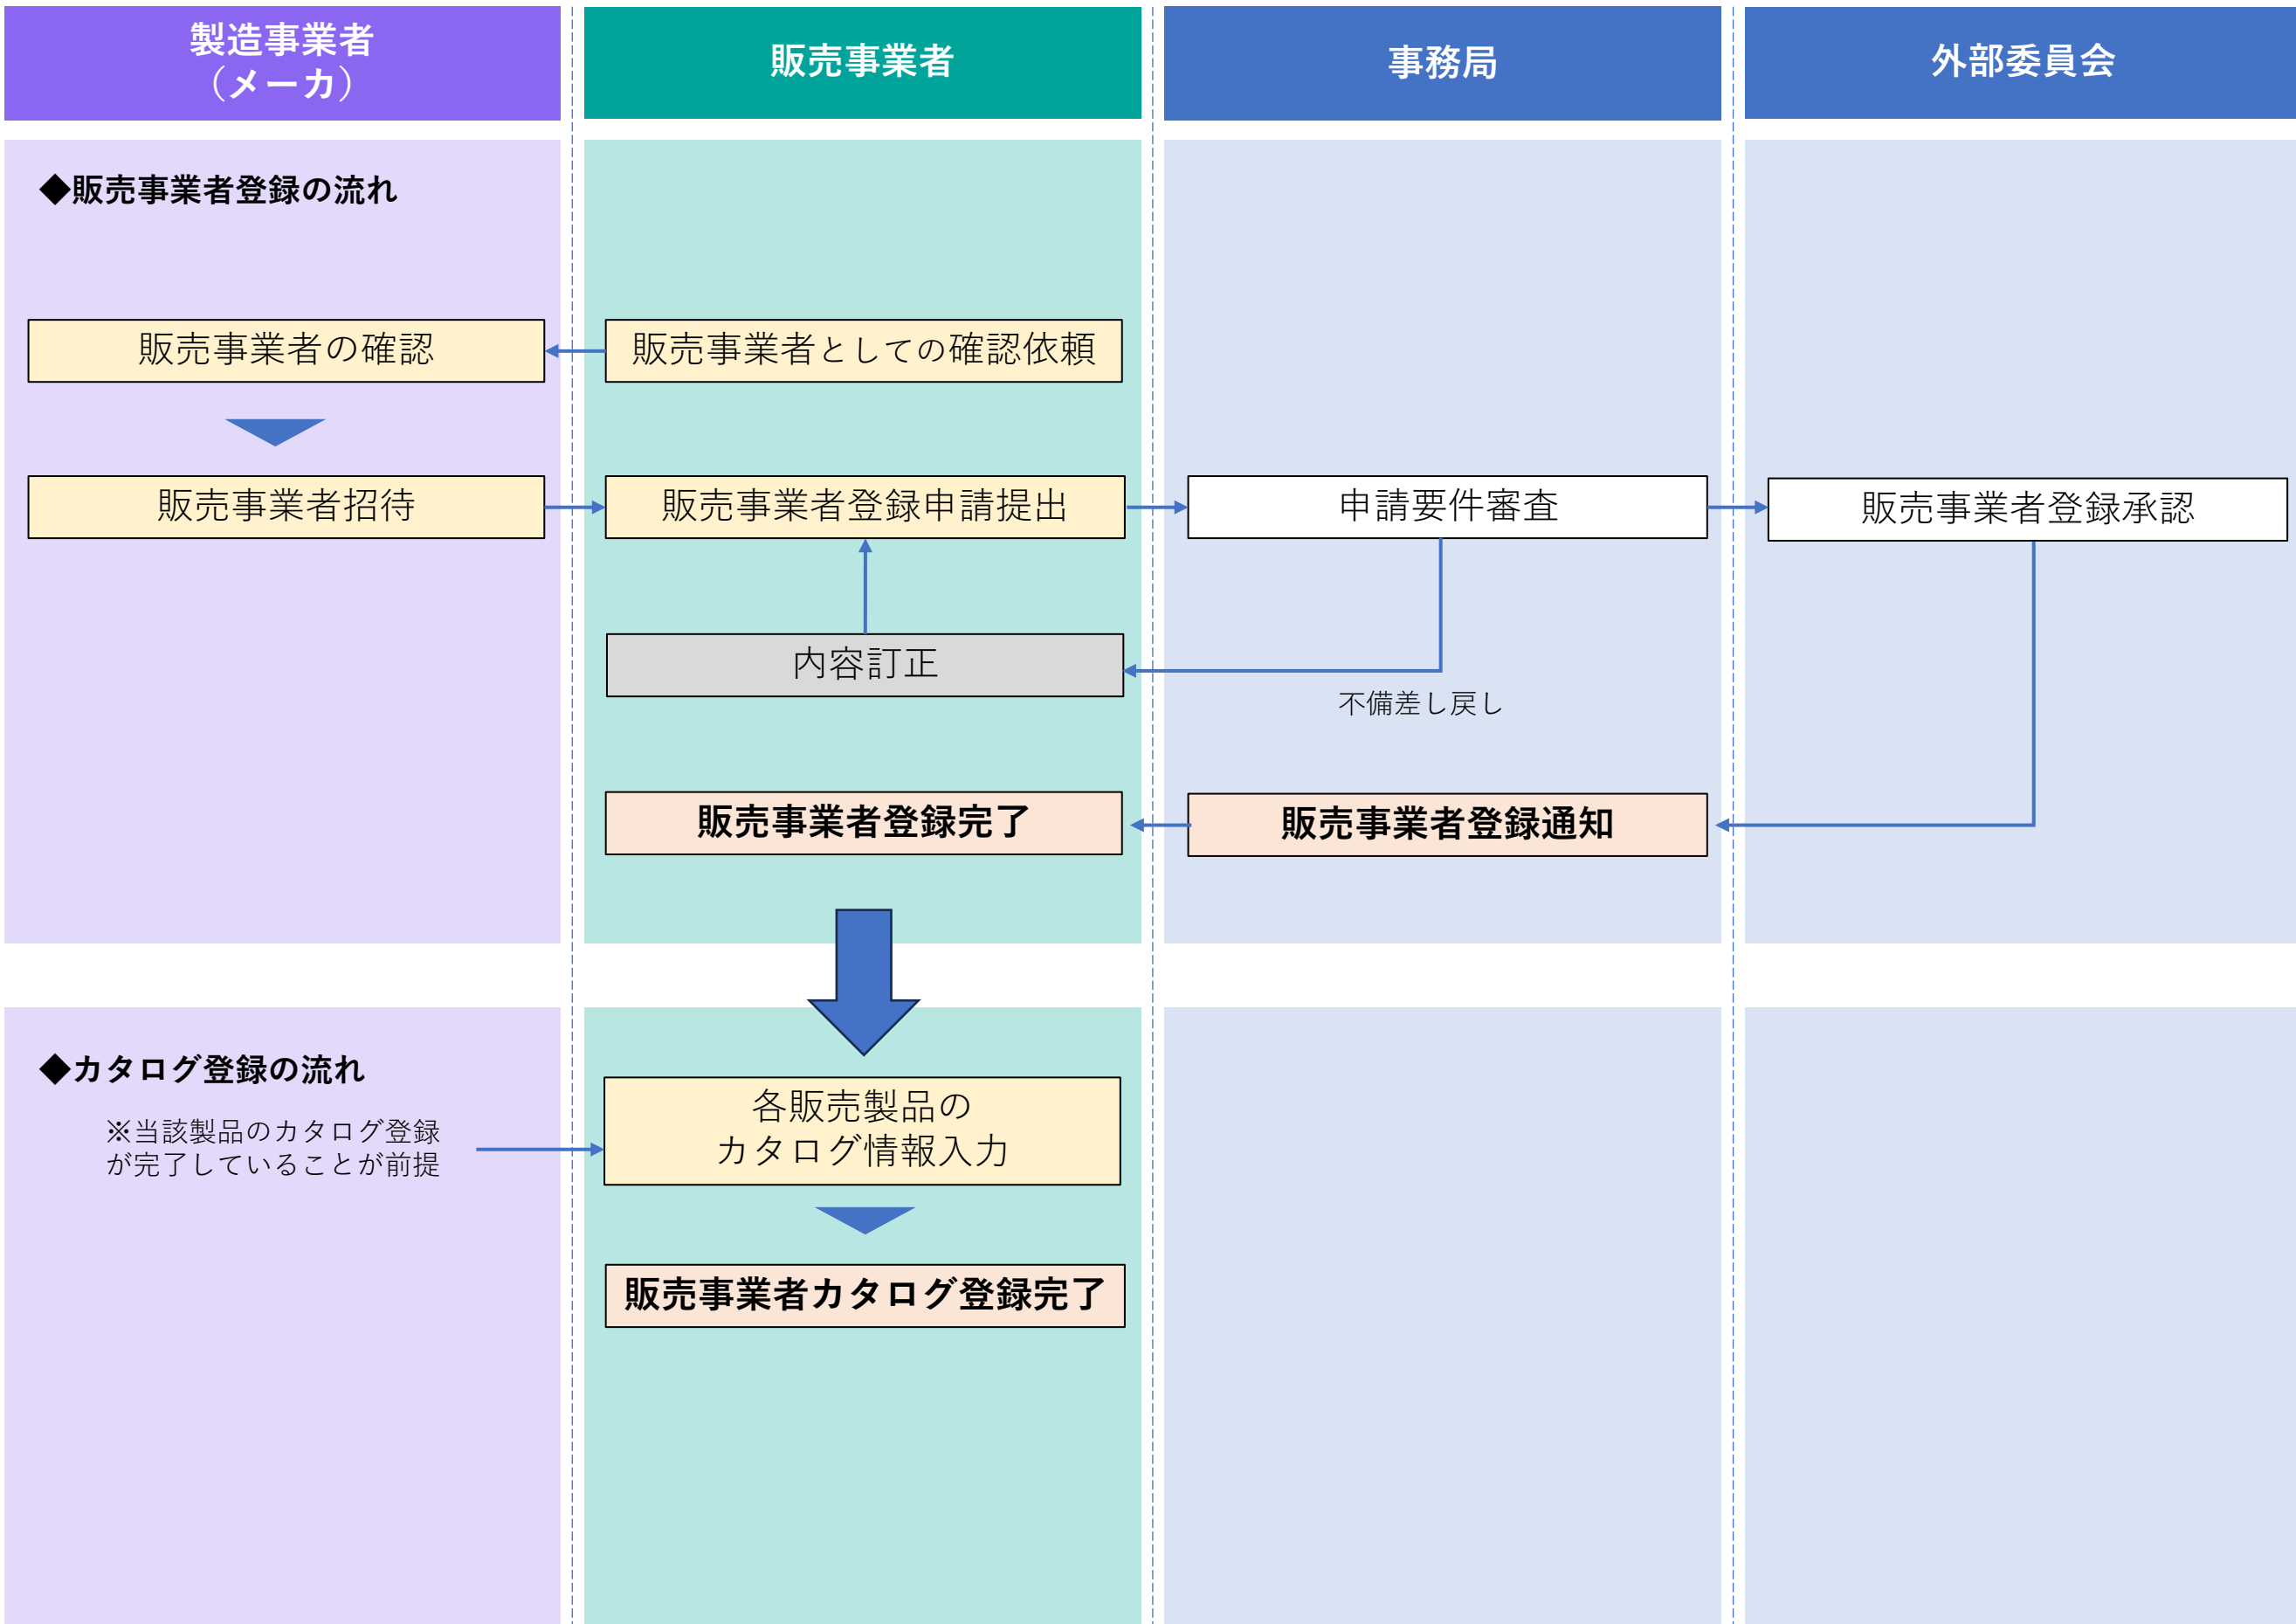 製造事業者
（メーカ）
販売事業者
事務局
外部委員会
◆販売事業者登録の流れ
販売事業者の確認
販売事業者としての確認依頼
販売事業者招待
販売事業者登録申請提出
申請要件審査
販売事業者登録承認
内容訂正
不備差し戻し
販売事業者登録完了
販売事業者登録通知
◆カタログ登録の流れ
※当該製品のカタログ登録
が完了していることが前提
各販売製品の
カタログ情報入力
販売事業者カタログ登録完了